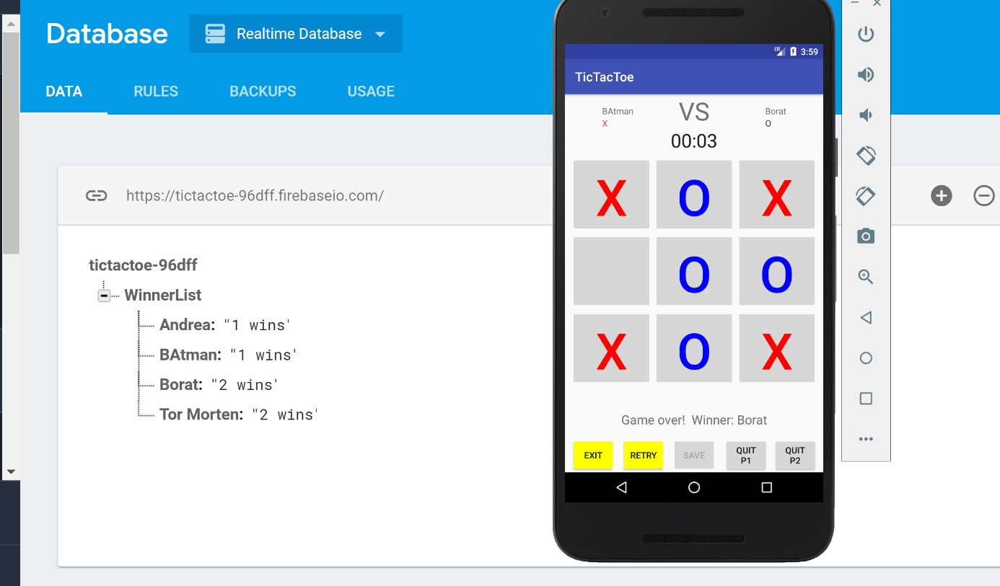 Database
Realtime Database
DATA
RULES
BACKUPS
USAGE
https://tictactoe-96dff.firebaseio.com/
tictactoe-96dff
WinnerList
Andrea: "1 wins'
BAtman: "1 wins'
Borat: "2 wins'
Tor Morten: "2 wins'
LTE
3:59
TicTacToe
BAtman
VS
Borat
X
O
00:03
X O X
O O
X O X
Game over!  Winner: Borat
EXIT
RETRY
SAVE
QUIT
P1
QUIT
P2